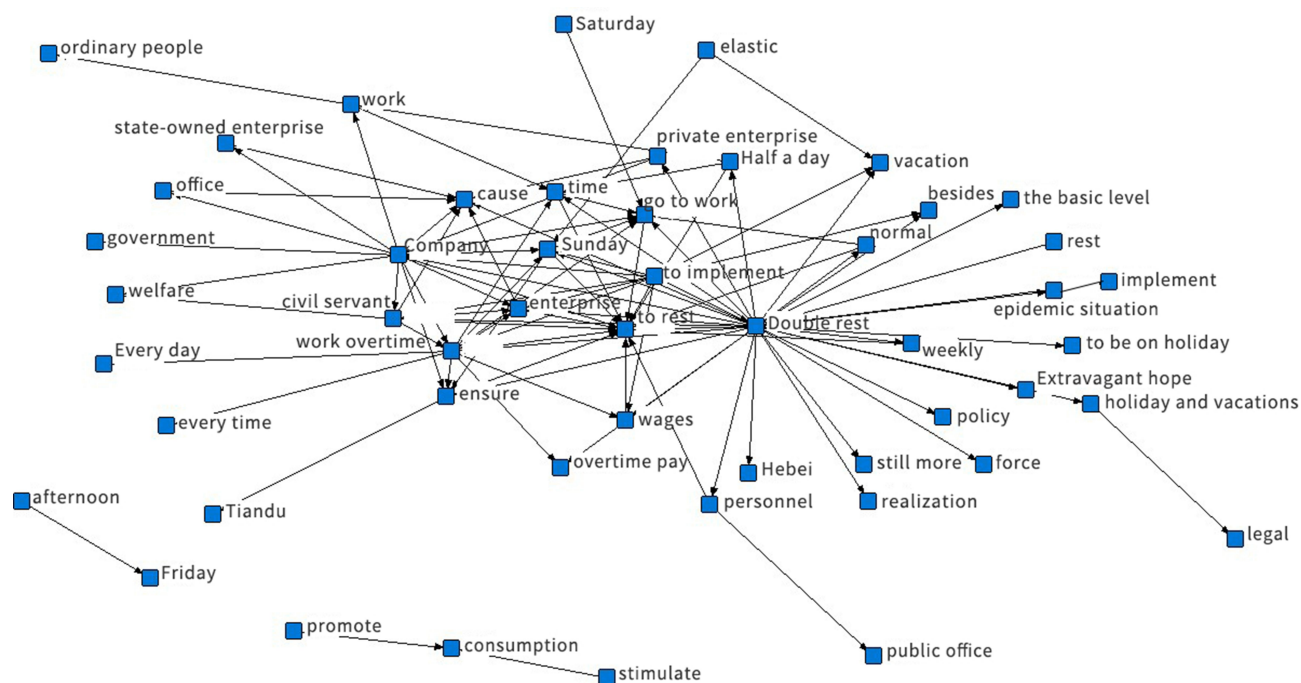 Saturday
ordinary people
elastic
work
state-owned enterprise
private enterprise
Half a day
vacation
office
cause
time
besides
the basic level
go to work
government
Company
Sunday
normal
rest
to implement
implement
welfare
civil servant
enterprise
epidemic situation
to rest
Double rest
Every day
work overtime
weekly
to be on holiday
ensure
Extravagant hope
holiday and vacations
every time
wages
policy
overtime pay
Hebei
still more
force
afternoon
Tiandu
personnel
realization
legal
Friday
promote
consumption
public office
stimulate